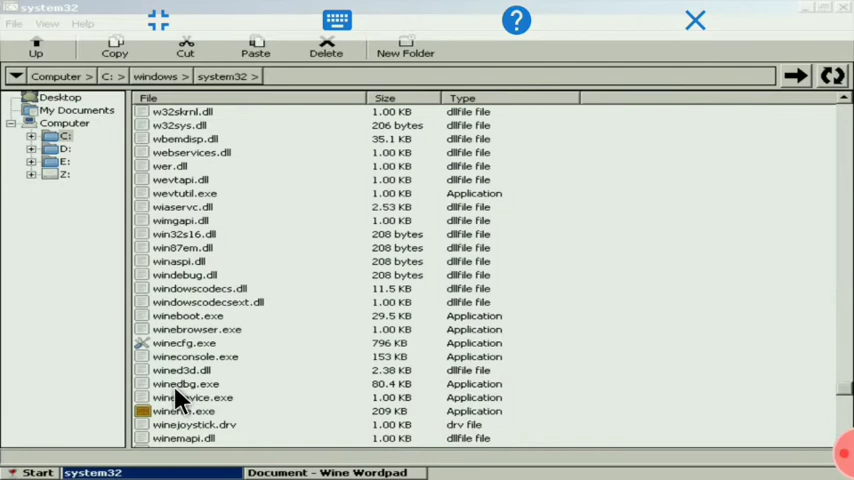 system32
File View Help
Up Copy Cut Paste Delete New Folder
Computer > C: > windows > system32 >
Desktop
My Documents
Computer
C:
D:
E:
Z:
File Size Type
w32skrnl.dll 1.00 KB dllfile file
w32sys.dll 206 bytes dllfile file
wbemdisp.dll 35.1 KB dllfile file
webservices.dll 1.00 KB dllfile file
wer.dll 1.00 KB dllfile file
wevtapi.dll 1.00 KB dllfile file
wevtutil.exe 1.00 KB Application
wiaservc.dll 2.53 KB dllfile file
wimgapi.dll 1.00 KB dllfile file
win32s16.dll 208 bytes dllfile file
win87em.dll 208 bytes dllfile file
winaspi.dll 208 bytes dllfile file
windebug.dll 208 bytes dllfile file
windowscodecs.dll 11.5 KB dllfile file
windowscodecsext.dll 1.00 KB dllfile file
wineboot.exe 29.5 KB Application
winebrowser.exe 1.00 KB Application
winecfg.exe 796 KB Application
wineconsole.exe 153 KB Application
wined3d.dll 2.38 KB dllfile file
winedbg.exe 80.4 KB Application
1.00 KB Application
209 KB Application
winejoystick.drv 1.00 KB drv file
winemapi.dll 1.00 KB dllfile file
Start system32 Document - Wine Wordpad